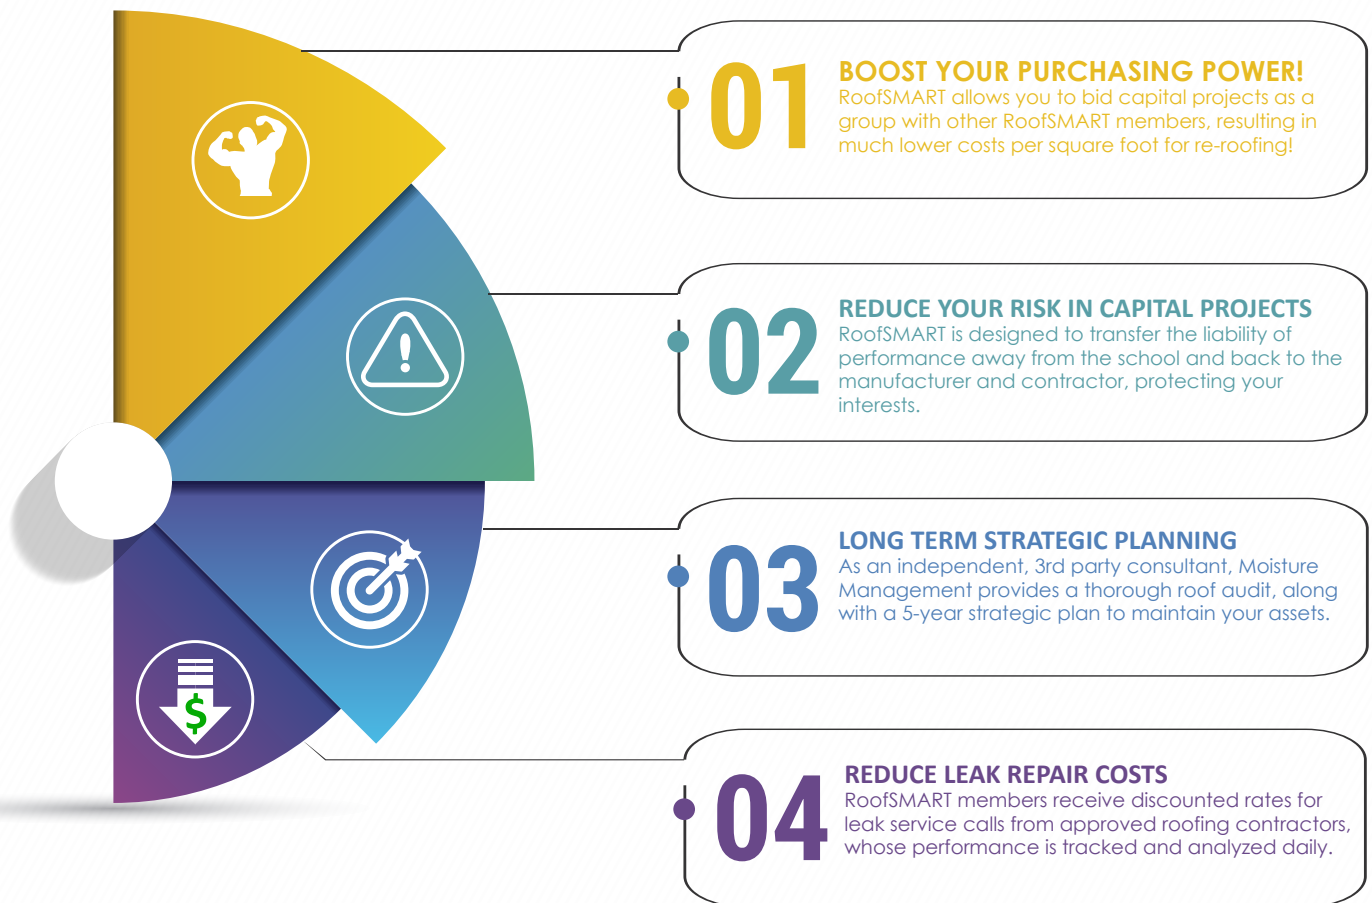 01
BOOST YOUR PURCHASING POWER!
RoofSMART allows you to bid capital projects as a
group with other RoofSMART members, resulting in
much lower costs per square foot for re-roofing!
02
REDUCE YOUR RISK IN CAPITAL PROJECTS
RoofSMART is designed to transfer the liability of
performance away from the school and back to the
manufacturer and contractor, protecting your
interests.
03
LONG TERM STRATEGIC PLANNING
As an independent, 3rd party consultant, Moisture
Management provides a thorough roof audit, along
with a 5-year strategic plan to maintain your assets.
$
04
REDUCE LEAK REPAIR COSTS
RoofSMART members receive discounted rates for
leak service calls from approved roofing contractors,
whose performance is tracked and analyzed daily.